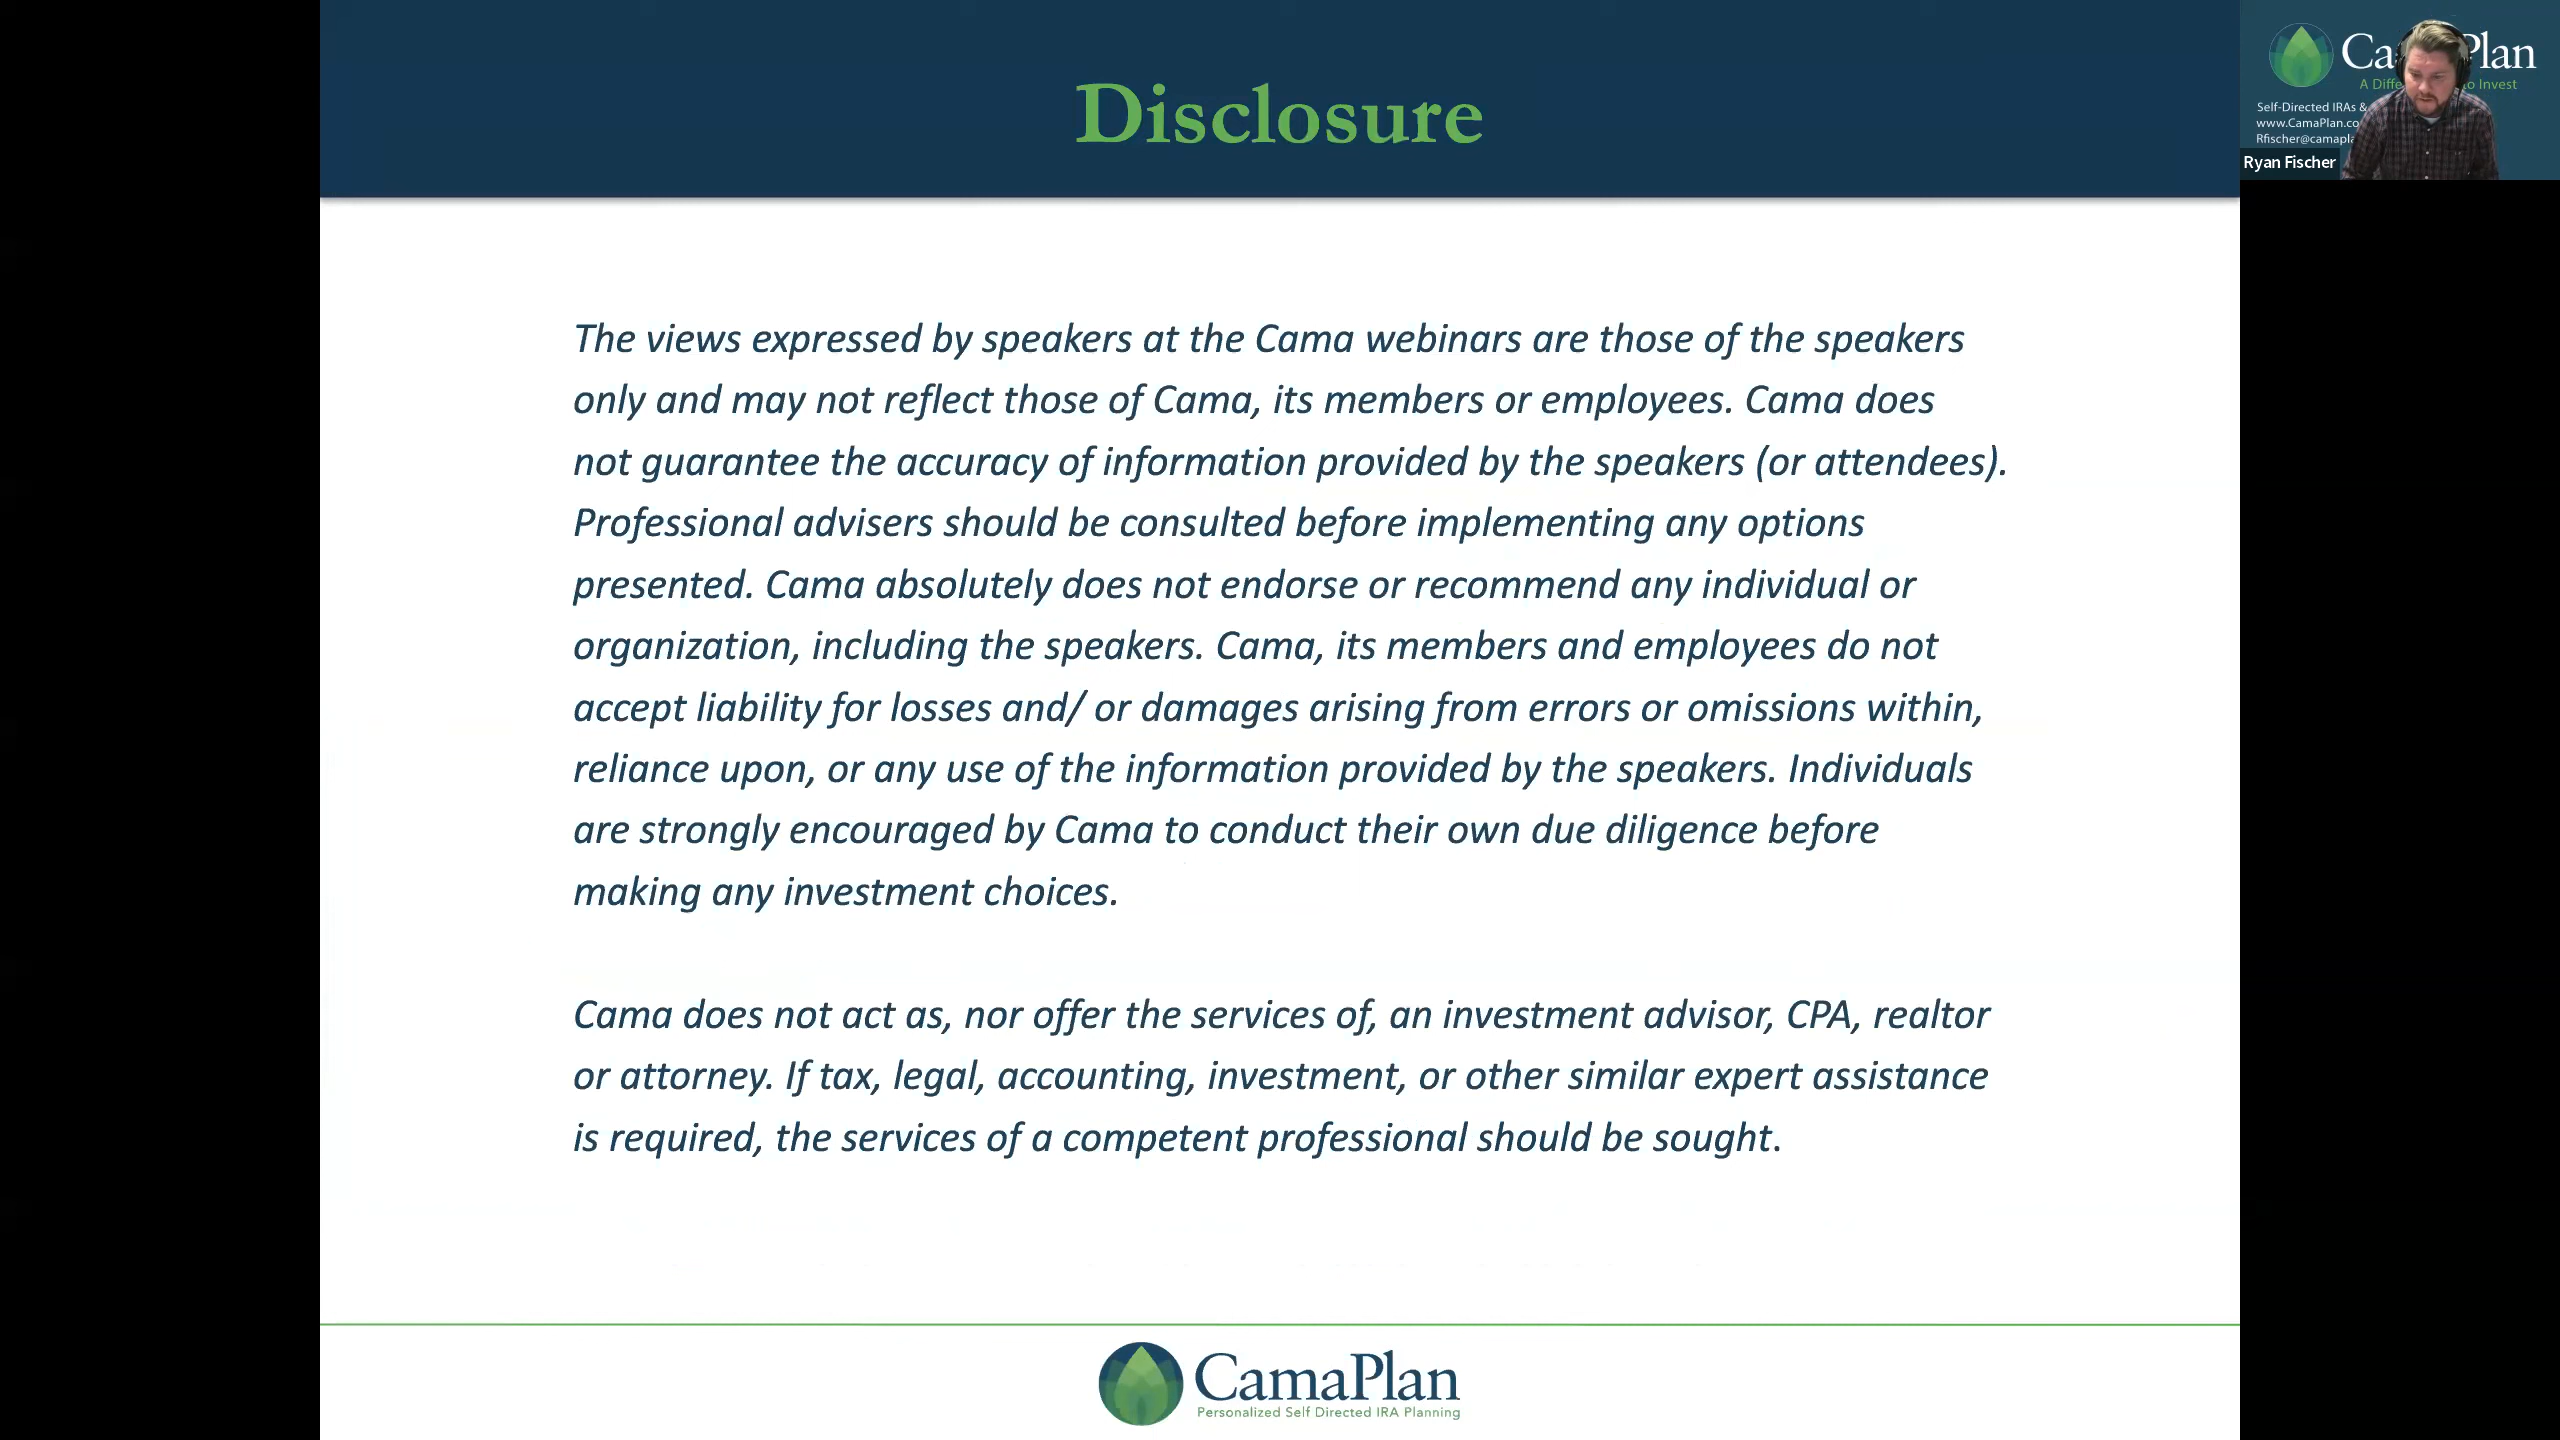 Disclosure
The views expressed by speakers at the Cama webinars are those of the speakers
only and may not reflect those of Cama, its members or employees. Cama does
not guarantee the accuracy of information provided by the speakers (or attendees).
Professional advisers should be consulted before implementing any options
presented. Cama absolutely does not endorse or recommend any individual or
organization, including the speakers. Cama, its members and employees do not
accept liability for losses and/ or damages arising from errors or omissions within,
reliance upon, or any use of the information provided by the speakers. Individuals
are strongly encouraged by Cama to conduct their own due diligence before
making any investment choices.
Cama does not act as, nor offer the services of, an investment advisor, CPA, realtor
or attorney. If tax, legal, accounting, investment, or other similar expert assistance
is required, the services of a competent professional should be sought.
CamaPlan
Personalized Self Directed IRA Planning
Self-Directed IRAs &
Ryan Fischer